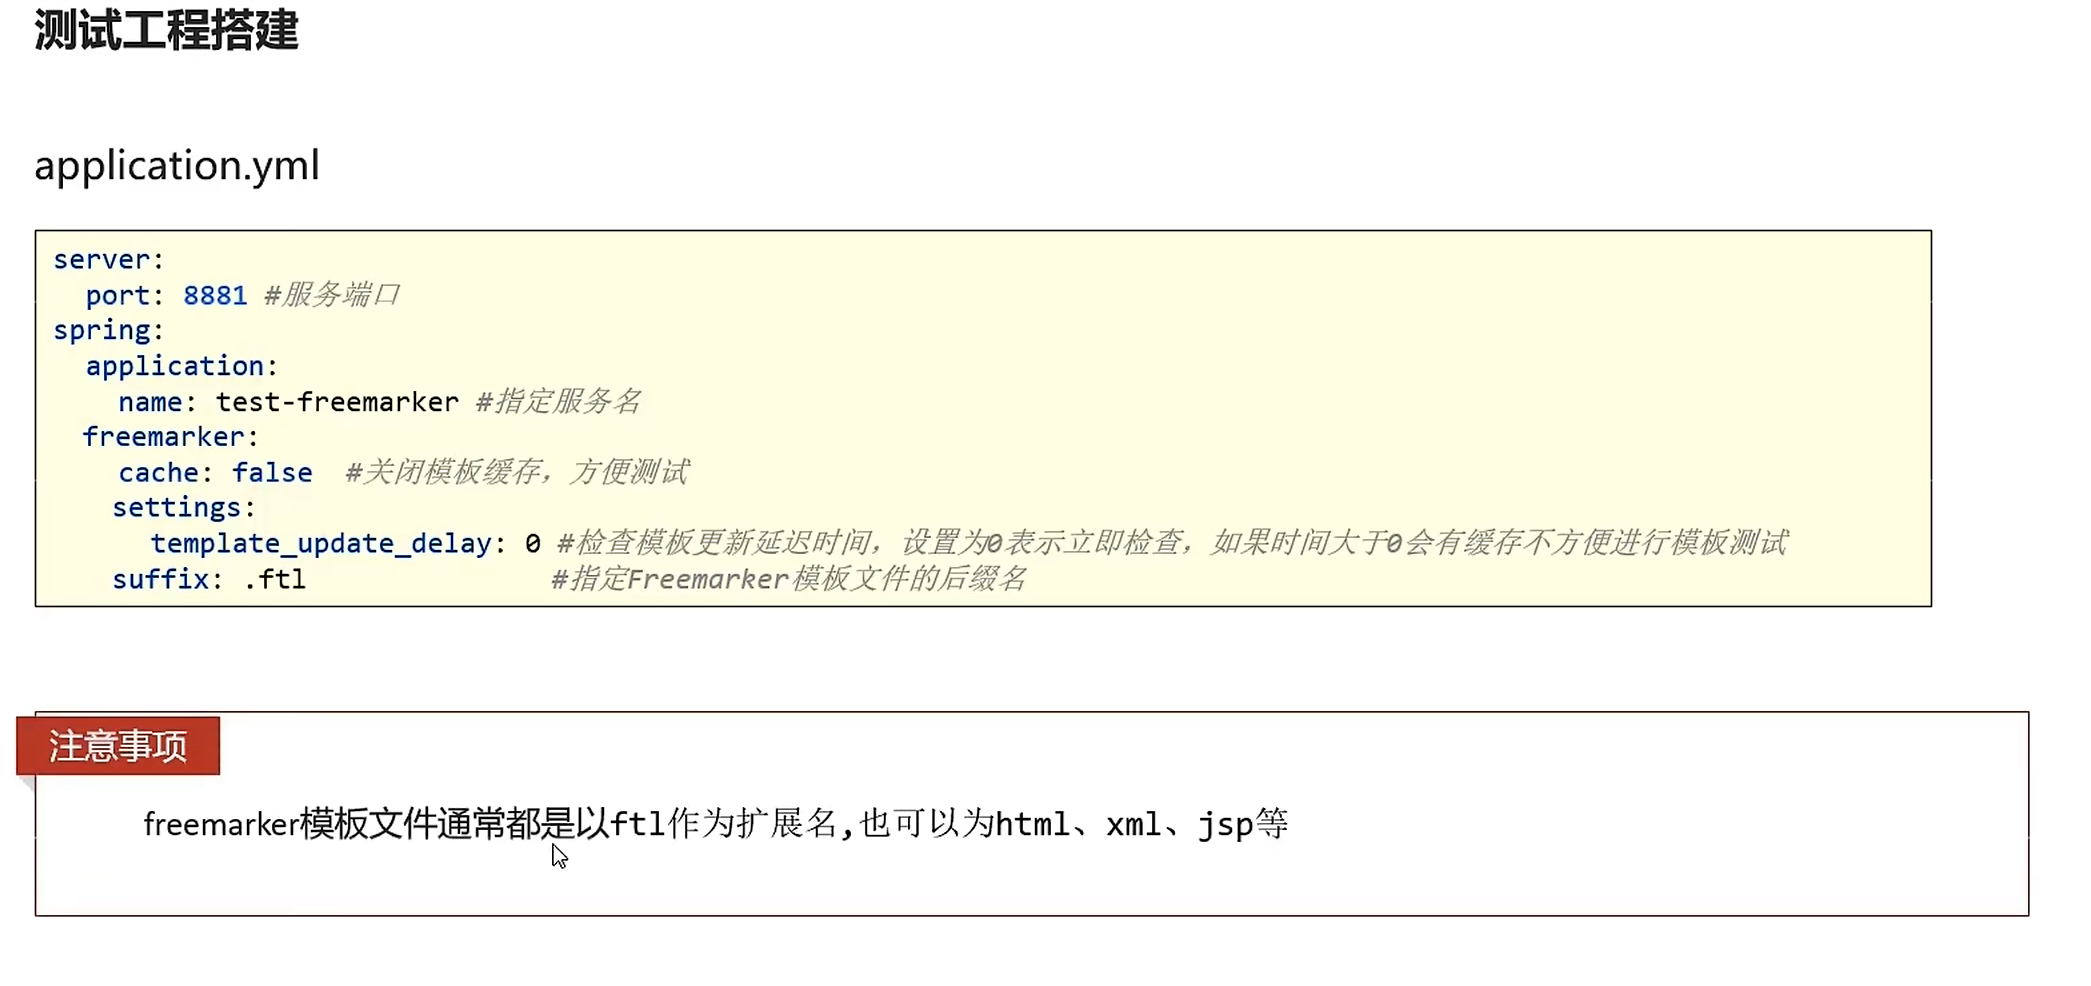 测试工程搭建
application.yml
server:
  port: 8881 #服务端口
spring:
  application:
    name: test-freemarker #指定服务名
  freemarker:
    cache: false  #关闭模板缓存，方便测试
    settings:
      template_update_delay: 0 #检查模板更新延迟时间，设置为0表示立即检查，如果时间大于0会有缓存不方便进行模板测试
    suffix: .ftl               #指定Freemarker模板文件的后缀名
注意事项
freemarker模板文件通常都是以ftl作为扩展名,也可以为html、xml、jsp等